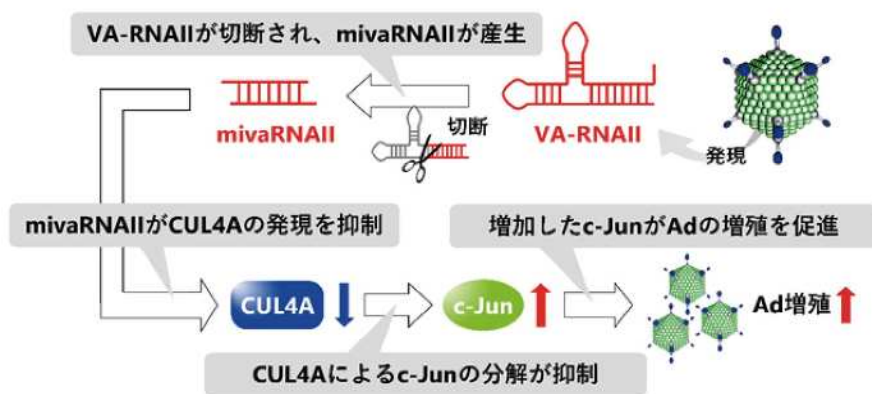 VA-RNAIIが切断され、mivaRNAIIが産生
mivaRNAII
切断
VA-RNAII
発現
mivaRNAIIがCUL4Aの発現を抑制
増加したc-JunがAdの増殖を促進
CUL4A
c-Jun
Ad増殖
CUL4Aによるc-Junの分解が抑制